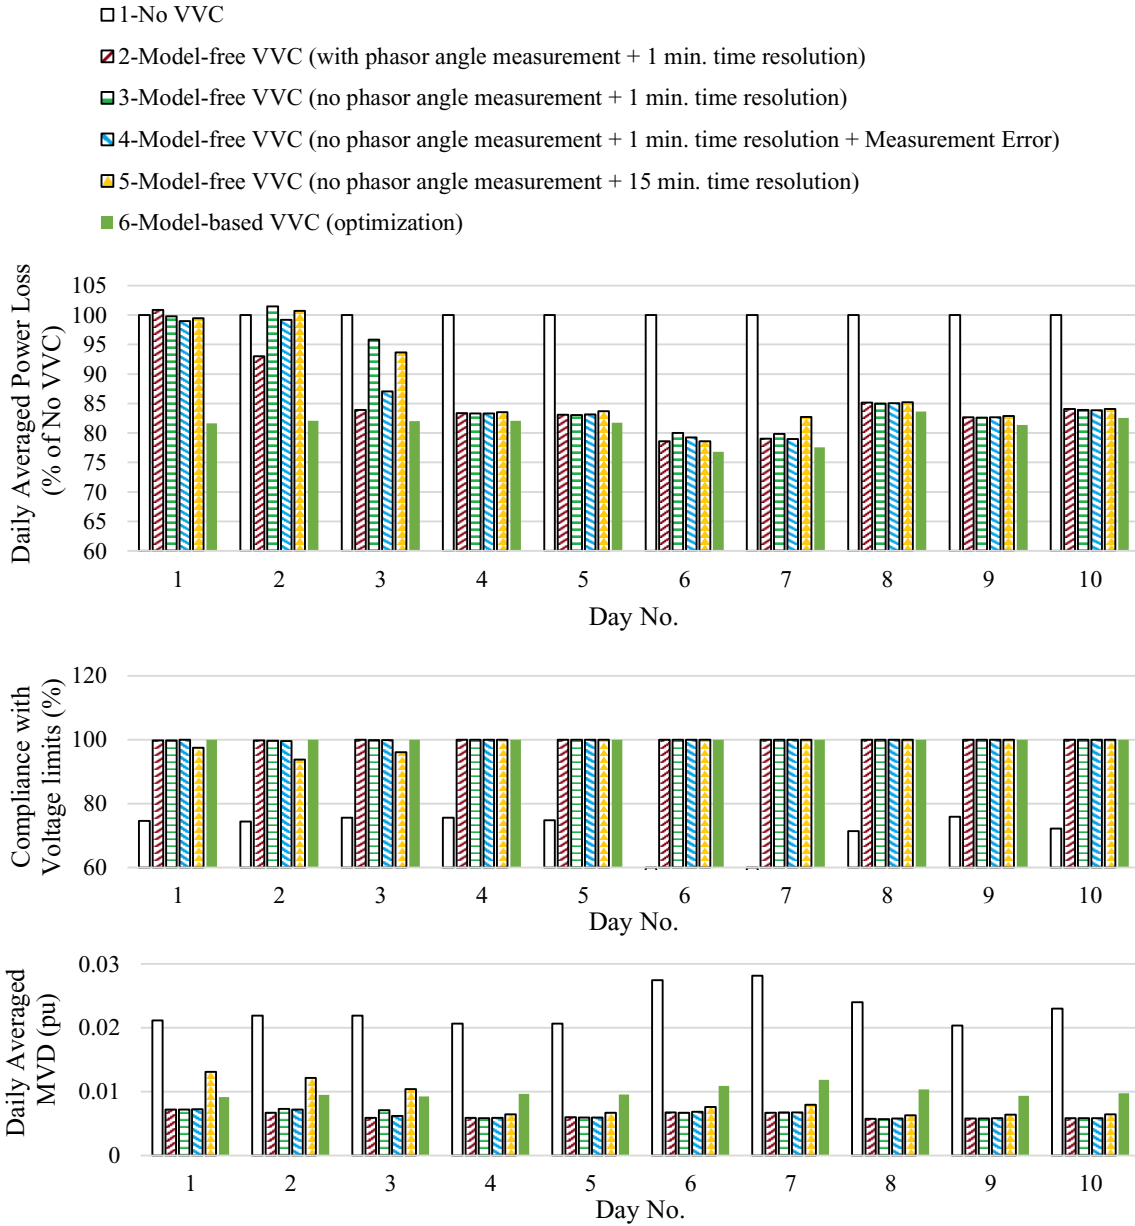 1-No VVC
2-Model-free VVC (with phasor angle measurement + 1 min. time resolution)
3-Model-free VVC (no phasor angle measurement + 1 min. time resolution)
4-Model-free VVC (no phasor angle measurement + 1 min. time resolution + Measurement Error)
5-Model-free VVC (no phasor angle measurement + 15 min. time resolution)
6-Model-based VVC (optimization)
Daily Averaged Power Loss
(% of No VVC)
105
100
95
90
85
80
75
70
65
60
1 2 3 4 5 6 7 8 9 10
Day No.
Compliance with
Voltage limits (%)
120
100
80
60
1 2 3 4 5 6 7 8 9 10
Day No.
Daily Averaged
MVD (pu)
0.03
0.02
0.01
0
1 2 3 4 5 6 7 8 9 10
Day No.